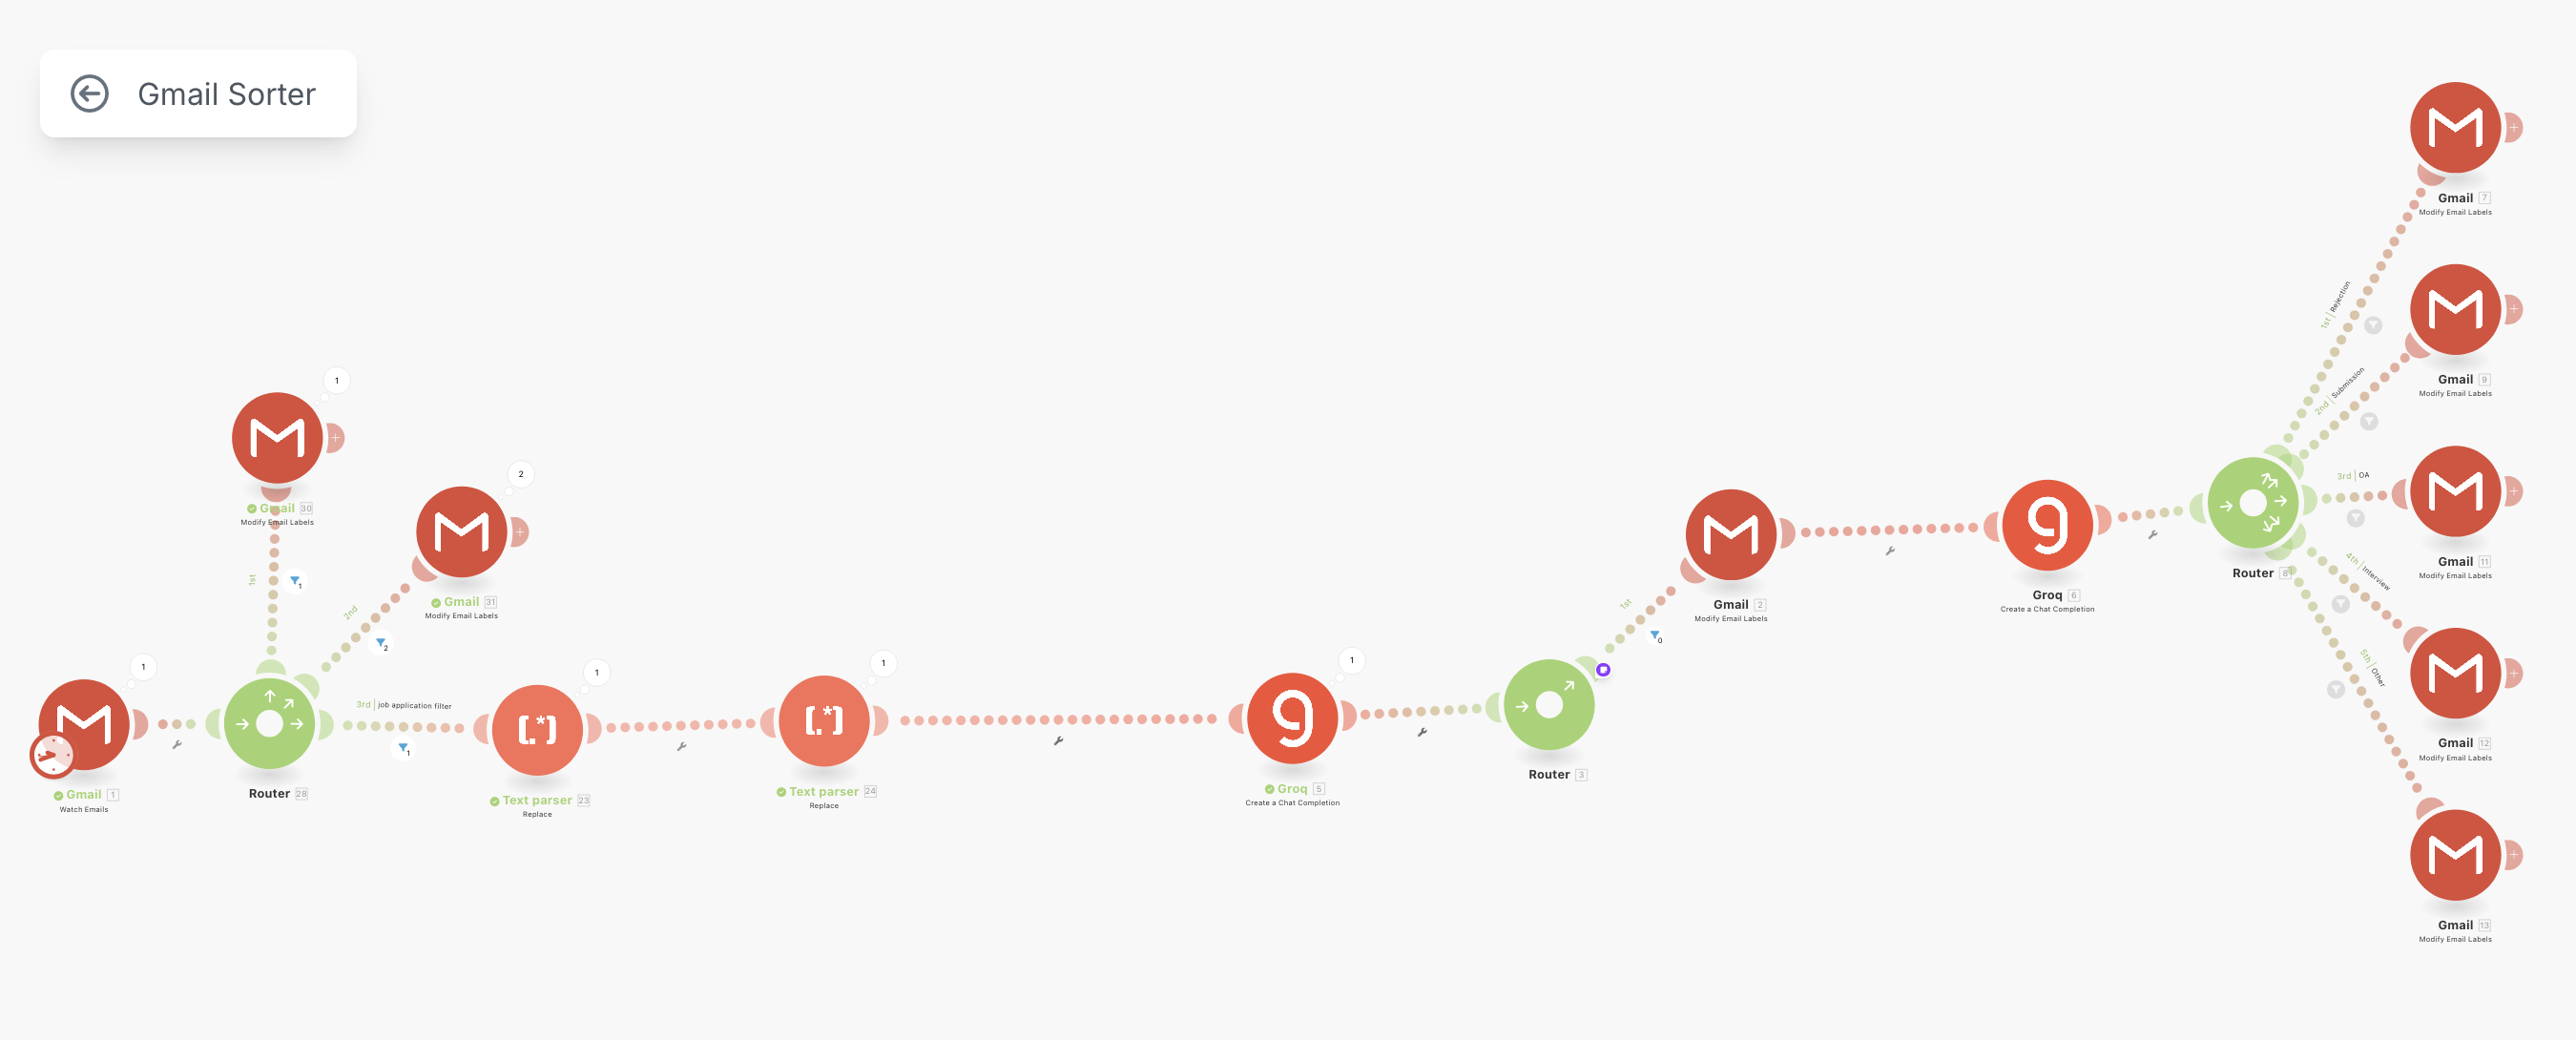 Gmail Sorter
Gmail 7
Modify Email Labels
1st | Rejection
Gmail 9
Modify Email Labels
2nd | Submission
1
Gmail 30
Modify Email Labels
2
3rd | OA
Gmail 11
Modify Email Labels
1st
1
Gmail 31
Modify Email Labels
2nd
2
Gmail 2
Modify Email Labels
1st
0
Groq 6
Create a Chat Completion
Router 8
4th | Interview
5th | Other
Gmail 12
Modify Email Labels
1
Gmail 1
Watch Emails
Router 28
3rd | job application filter
1
1
[.*]
Text parser 23
Replace
1
[.*]
Text parser 24
Replace
1
g
Groq 5
Create a Chat Completion
Router 3
g
Gmail 13
Modify Email Labels